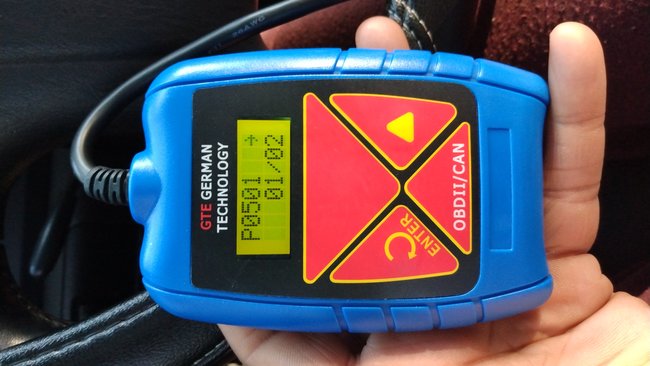 GTE GERMAN
TECHNOLOGY
P0501 +
01/02
ENTER
OBDII/CAN